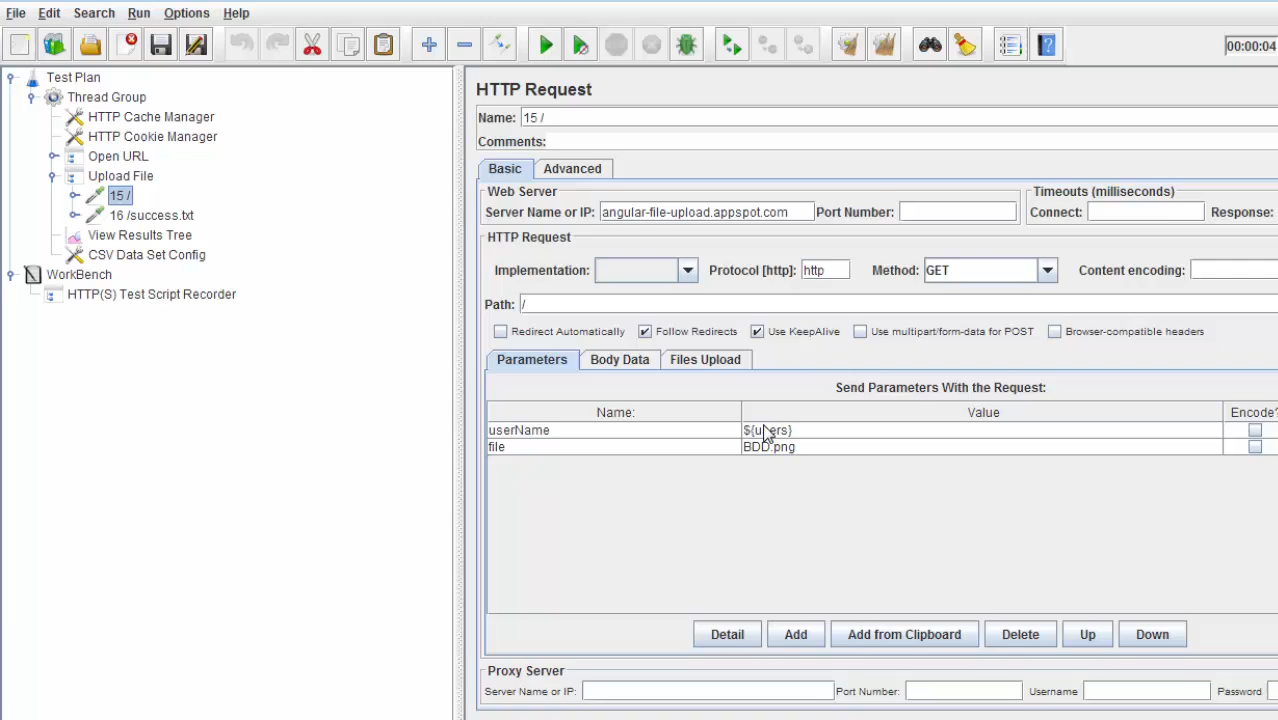 File Edit Search Run Options Help
00:00:04
Test Plan
Thread Group
HTTP Cache Manager
HTTP Cookie Manager
Open URL
Upload File
15 /
16 /success.txt
View Results Tree
CSV Data Set Config
WorkBench
HTTP(S) Test Script Recorder
HTTP Request
Name: 15 /
Comments:
Basic Advanced
Web Server Timeouts (milliseconds)
Server Name or IP: angular-file-upload.appspot.com Port Number: Connect: Response:
HTTP Request
Implementation: Protocol [http]: http Method: GET Content encoding:
Path: /
Redirect Automatically Follow Redirects Use KeepAlive Use multipart/form-data for POST Browser-compatible headers
Parameters Body Data Files Upload
Send Parameters With the Request:
Name: Value Encode?
userName ${users}
file BDD.png
Detail Add Add from Clipboard Delete Up Down
Proxy Server
Server Name or IP: Port Number: Username Password